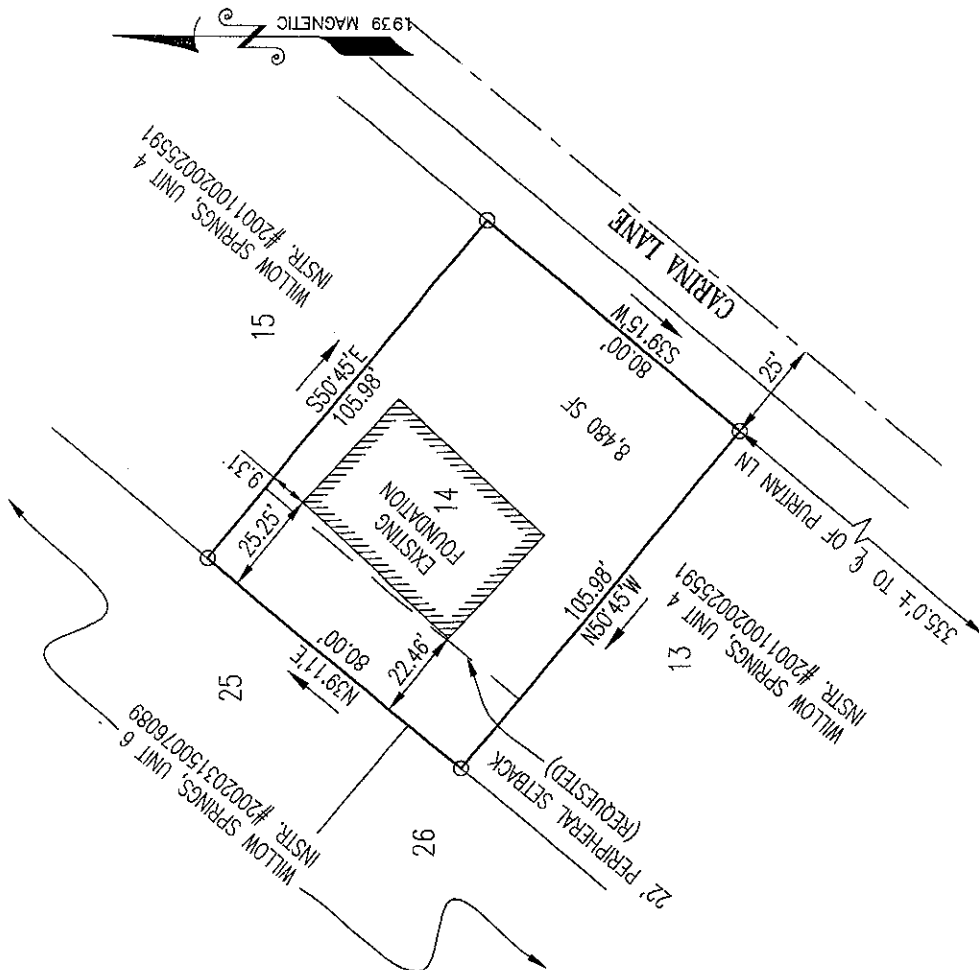 1939 MAGNETIC
WILLOW SPRINGS, UNIT 4
INSTR. #200110020025591
15
CARINA LANE
S50°45'E
105.98'
S39°15'W
80.00'
25'
9.31'
25.25'
EXISTING
FOUNDATION
14
8,480 SF
335.0'± TO ℄ OF PURITAN LN
105.98'
N50°45'W
22.46'
N39°11'E
80.00'
25
13
WILLOW SPRINGS, UNIT 4
INSTR. #200110020025591
WILLOW SPRINGS, UNIT 6
INSTR. #200203150076089
26
22' PERIPHERAL SETBACK
(REQUESTED)